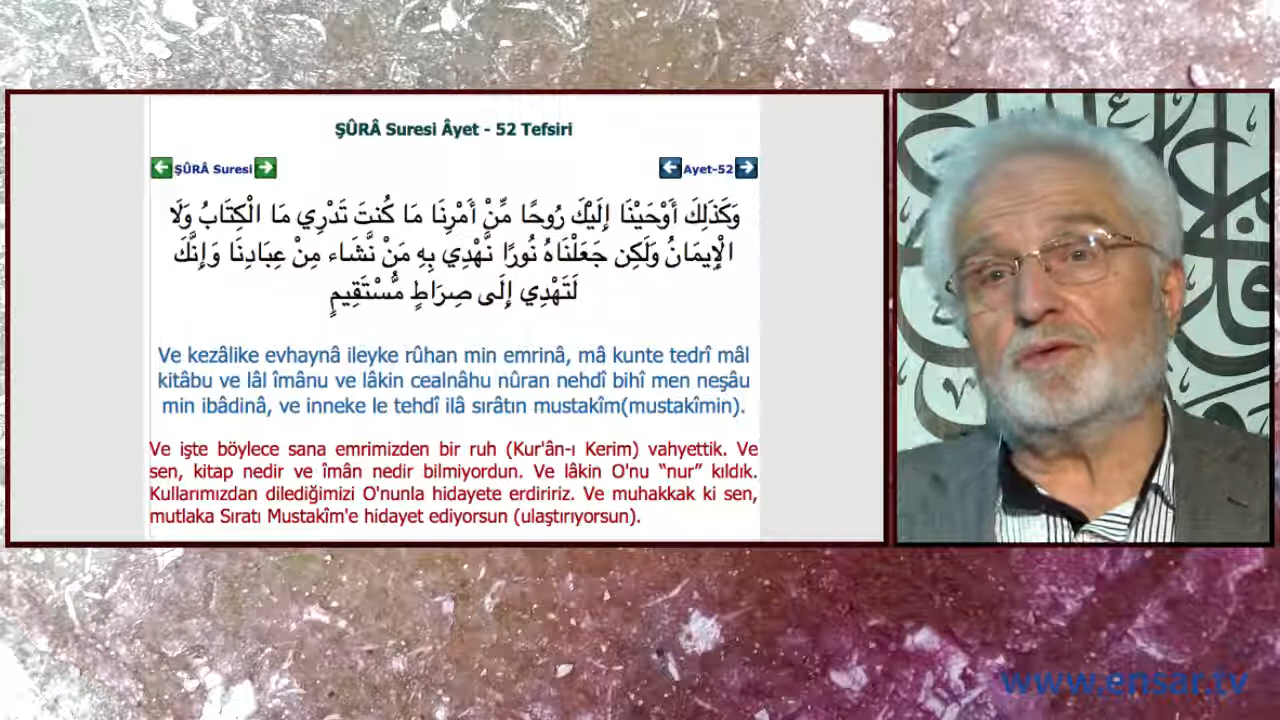 ŞÛRÂ Suresi Âyet - 52 Tefsiri
ŞÛRÂ Suresi
Ayet-52
وَكَذَلِكَ أَوْحَيْنَا إِلَيْكَ رُوحًا مِّنْ أَمْرِنَا مَا كُنتَ تَدْرِي مَا الْكِتَابُ وَلَا
الْإِيمَانُ وَلَكِن جَعَلْنَاهُ نُورًا نَّهْدِي بِهِ مَنْ نَّشَاء مِنْ عِبَادِنَا وَإِنَّكَ
لَتَهْدِي إِلَى صِرَاطٍ مُّسْتَقِيمٍ
Ve kezâlike evhaynâ ileyke rûhan min emrinâ, mâ kunte tedrî mâl
kitâbu ve lâl îmânu ve lâkin cealnâhu nûran nehdî bihî men neşâu
min ibâdinâ, ve inneke le tehdî ilâ sırâtın mustakîm(mustakîmin).
Ve işte böylece sana emrimizden bir ruh (Kur'ân-ı Kerim) vahyettik. Ve
sen, kitap nedir ve îmân nedir bilmiyordun. Ve lâkin O'nu “nur” kıldık.
Kullarımızdan dilediğimizi O'nunla hidayete erdiririz. Ve muhakkak ki sen,
mutlaka Sıratı Mustakîm'e hidayet ediyorsun (ulaştırıyorsun).
www.ensar.tv